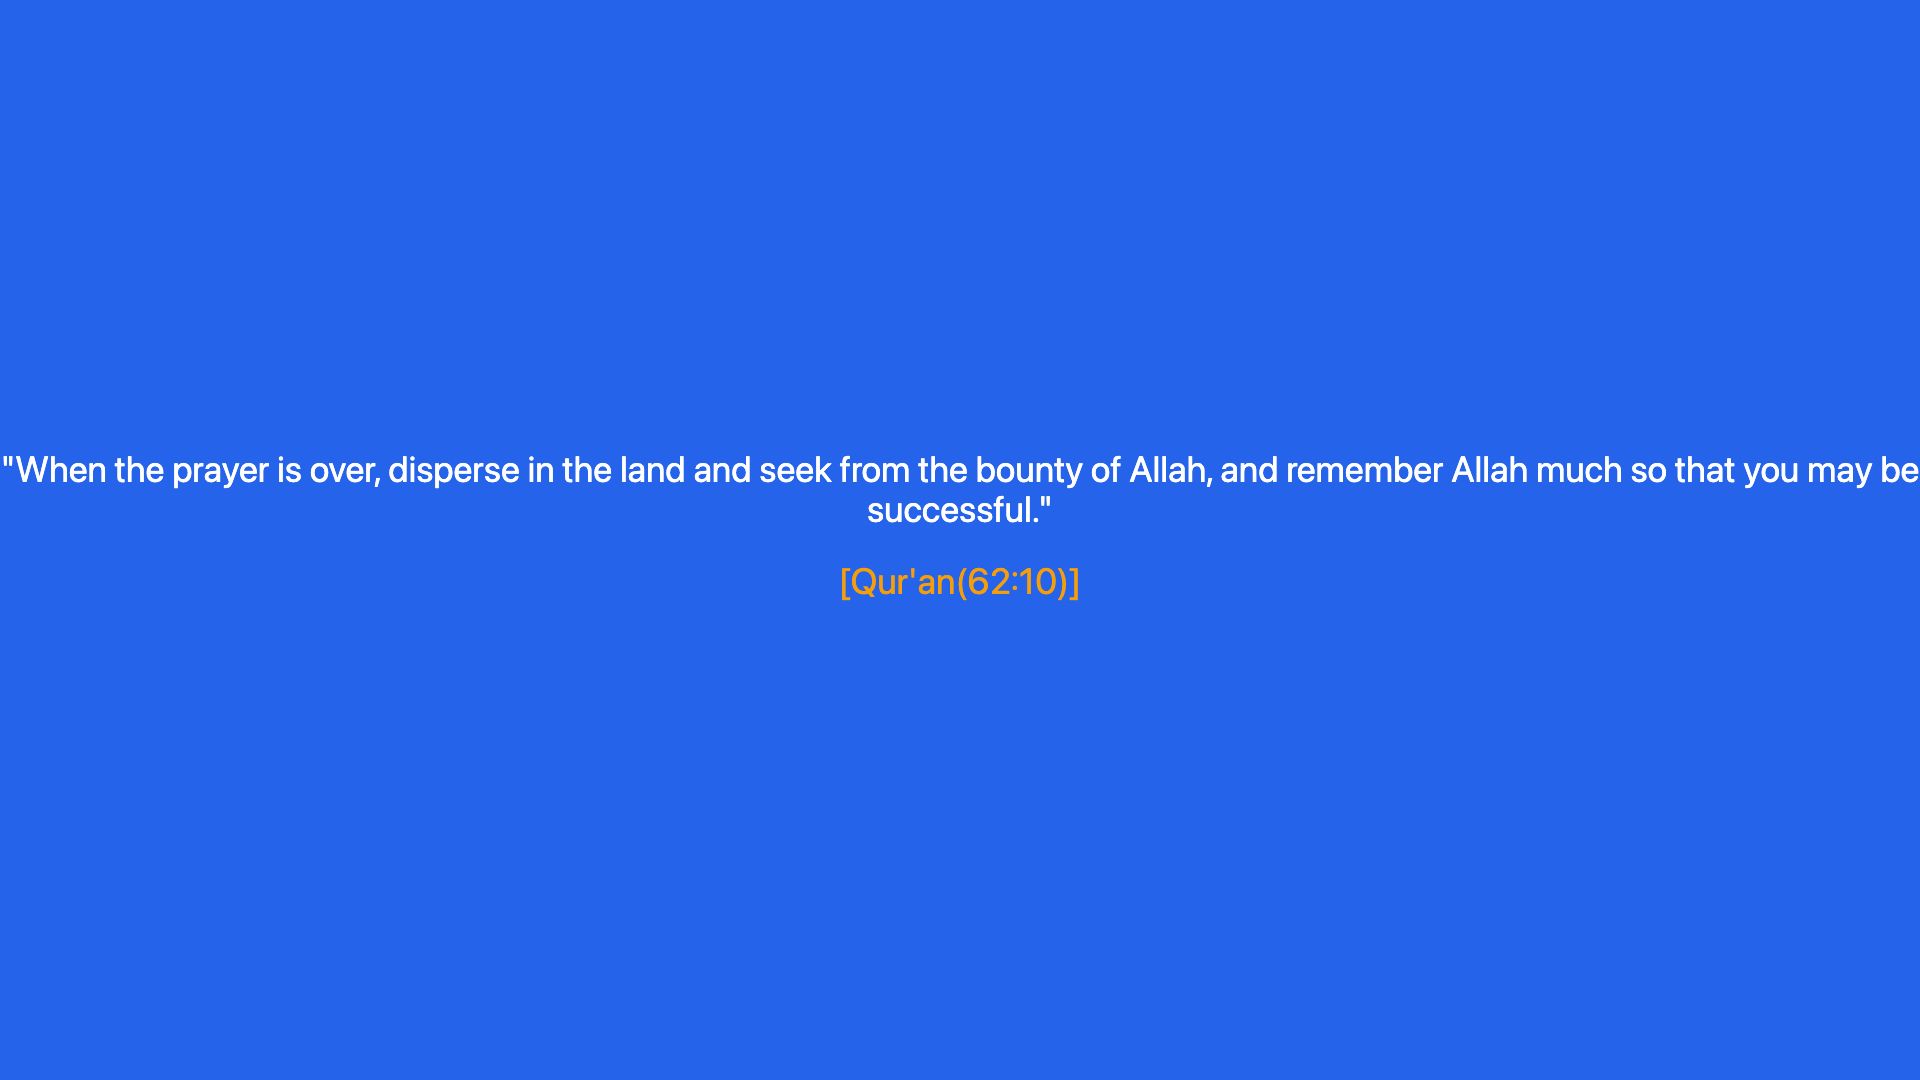 "When the prayer is over, disperse in the land and seek from the bounty of Allah, and remember Allah much so that you may be
successful."
[Qur'an(62:10)]